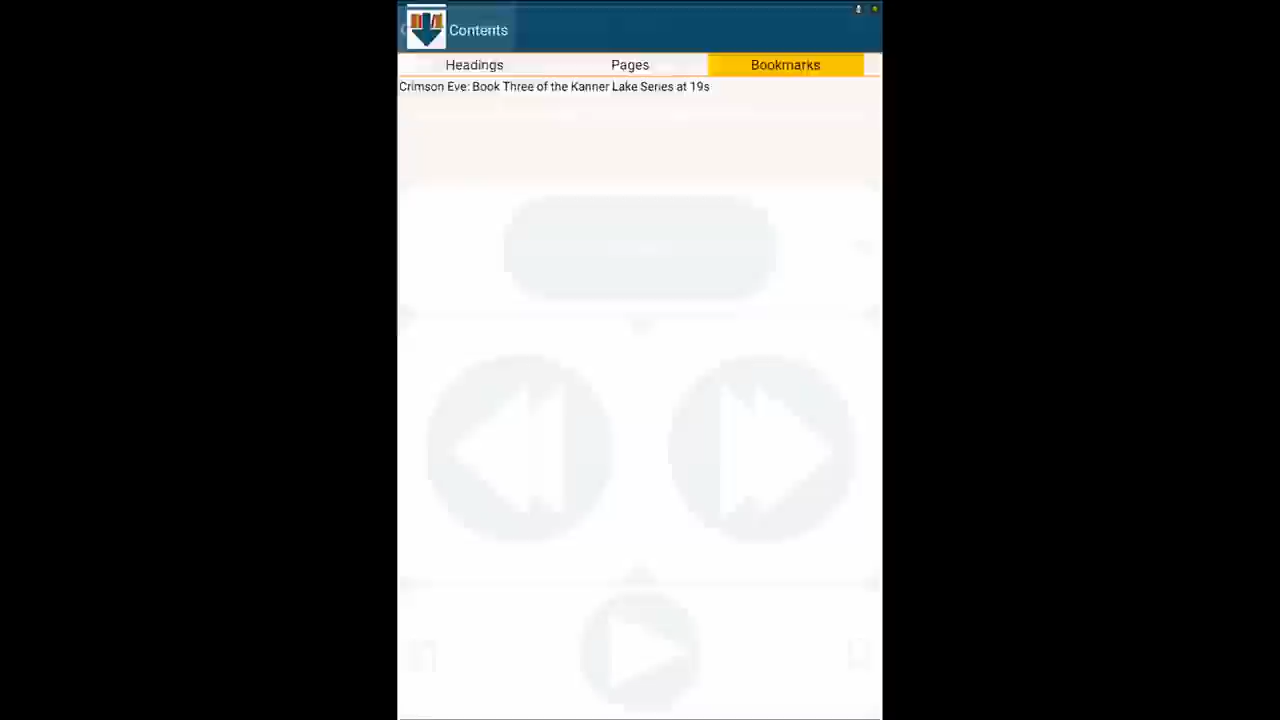 Contents
Headings Pages Bookmarks
Crimson Eve: Book Three of the Kanner Lake Series at 19s